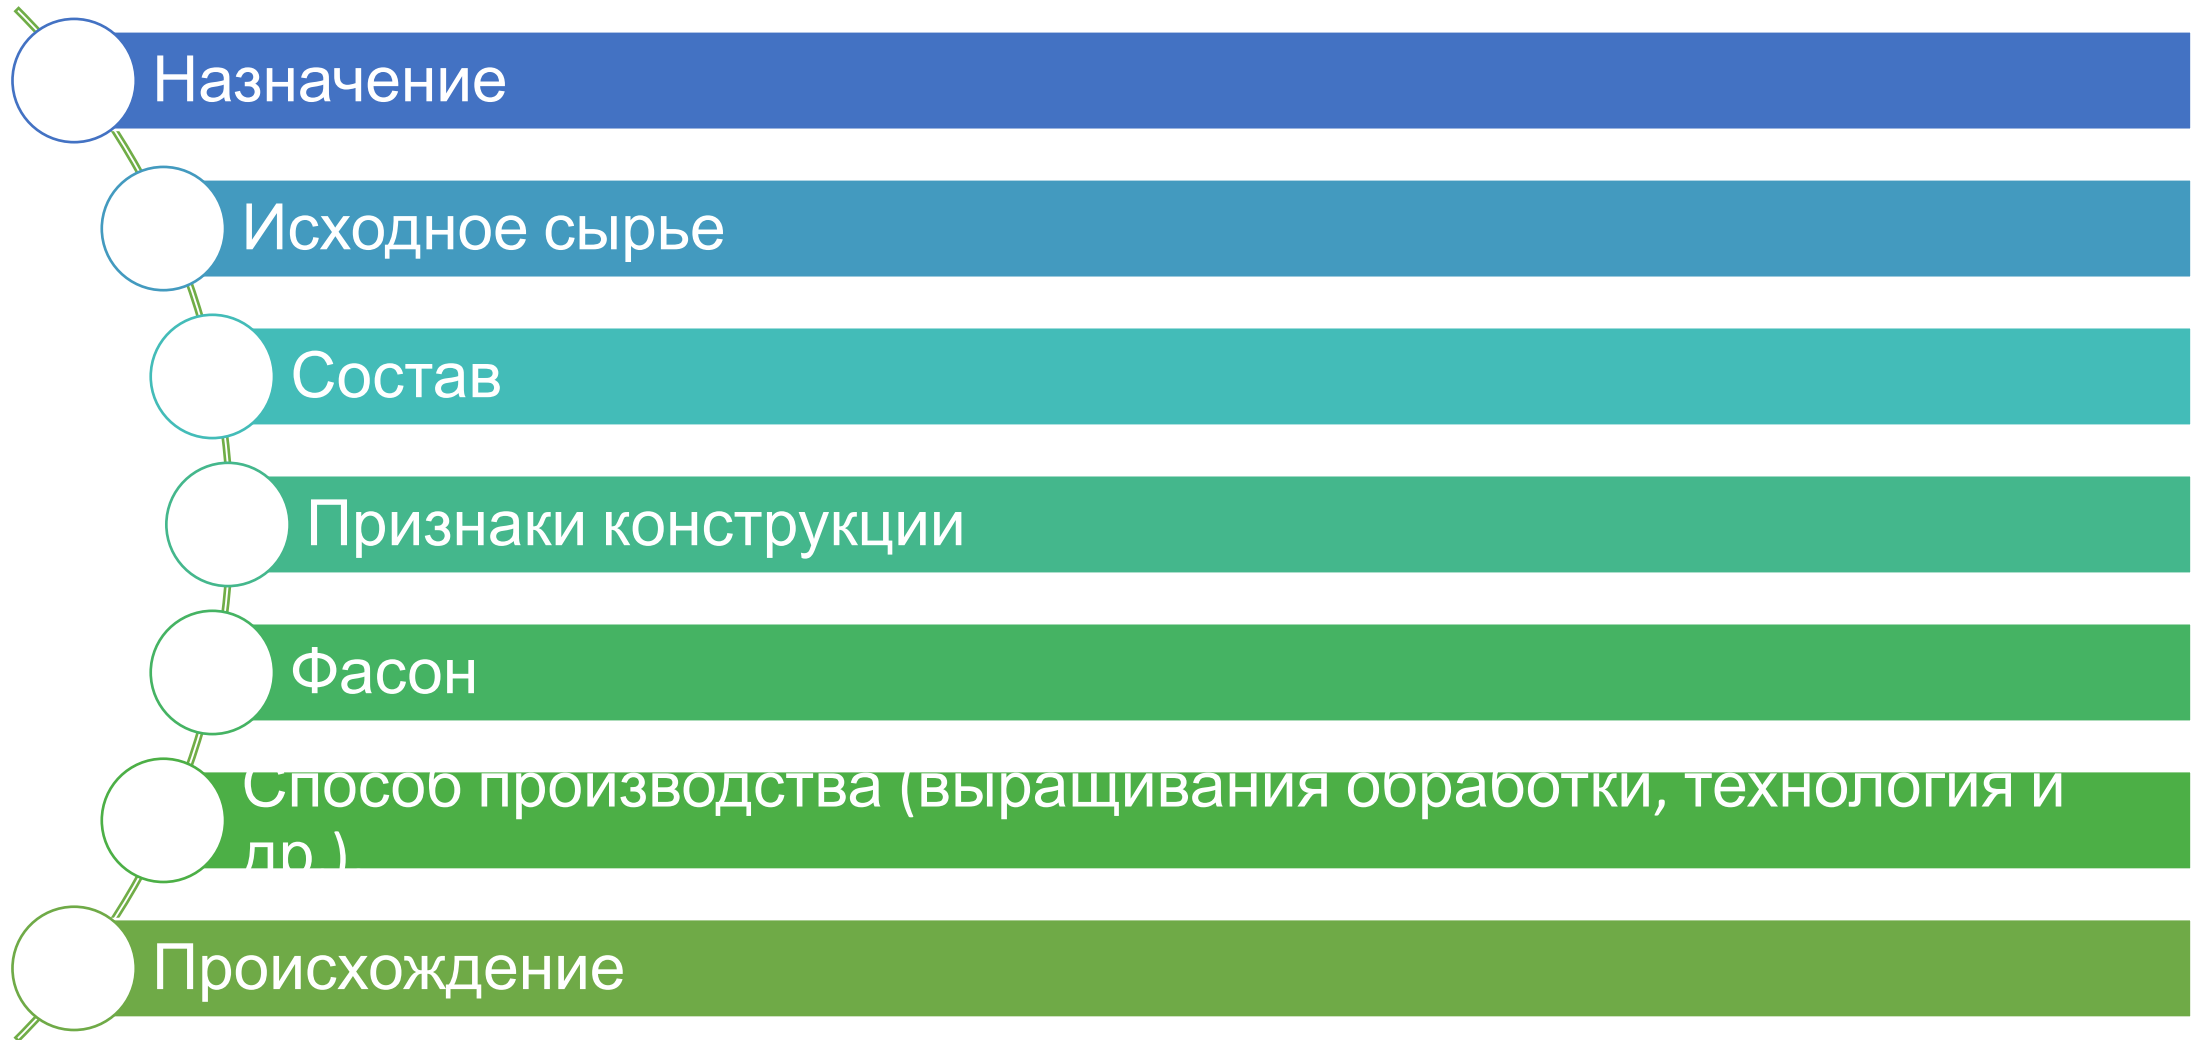 Назначение
Исходное сырье
Состав
Признаки конструкции
Фасон
Способ производства (выращивания обработки, технология и
др.)
Происхождение